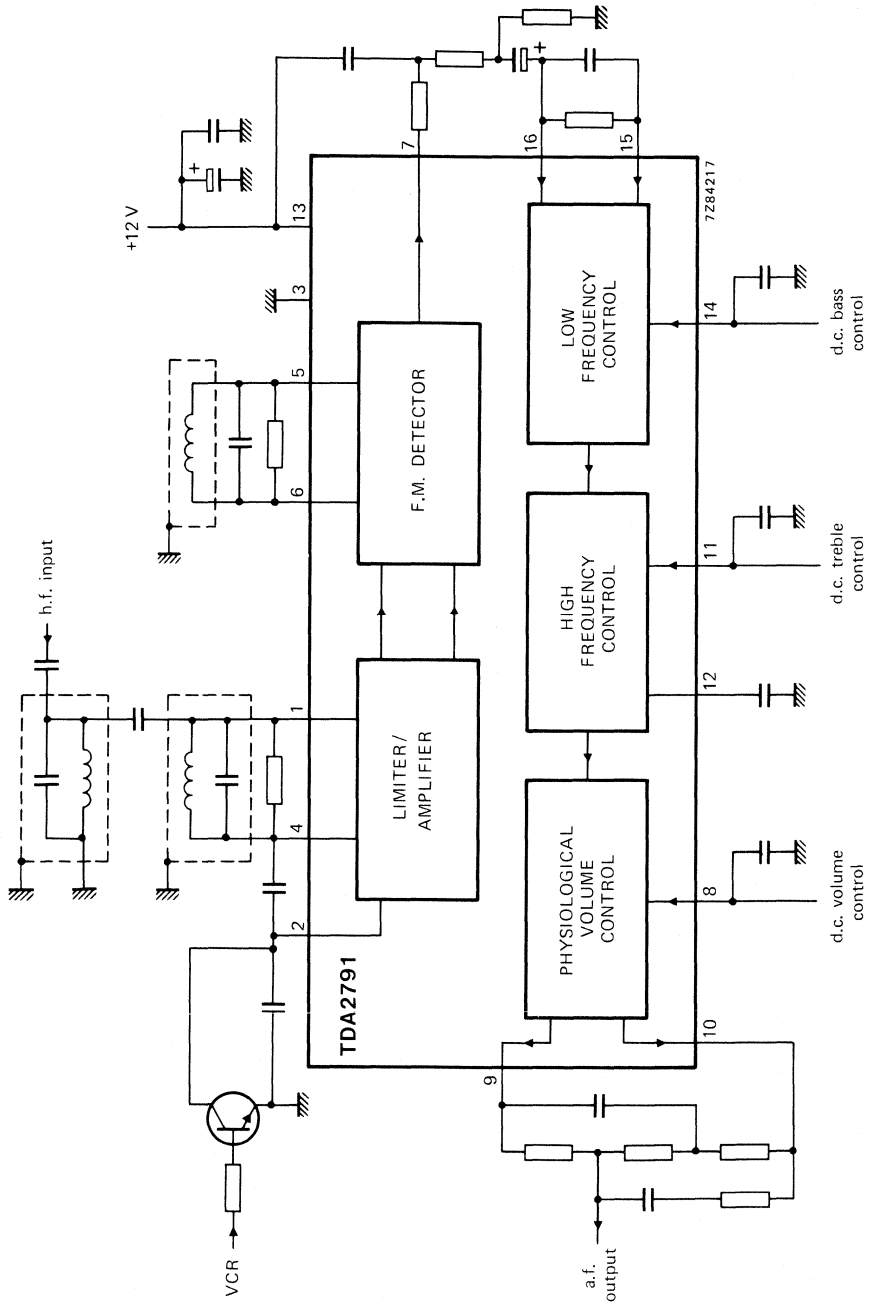 VCR
h.f. input
+12 V
+
+
2
4
1
6
5
3
13
7
TDA2791
LIMITER/
AMPLIFIER
F.M. DETECTOR
16
15
9
10
PHYSIOLOGICAL
VOLUME
CONTROL
HIGH
FREQUENCY
CONTROL
LOW
FREQUENCY
CONTROL
8
12
11
14
7Z84217
a.f.
output
d.c. volume
control
d.c. treble
control
d.c. bass
control